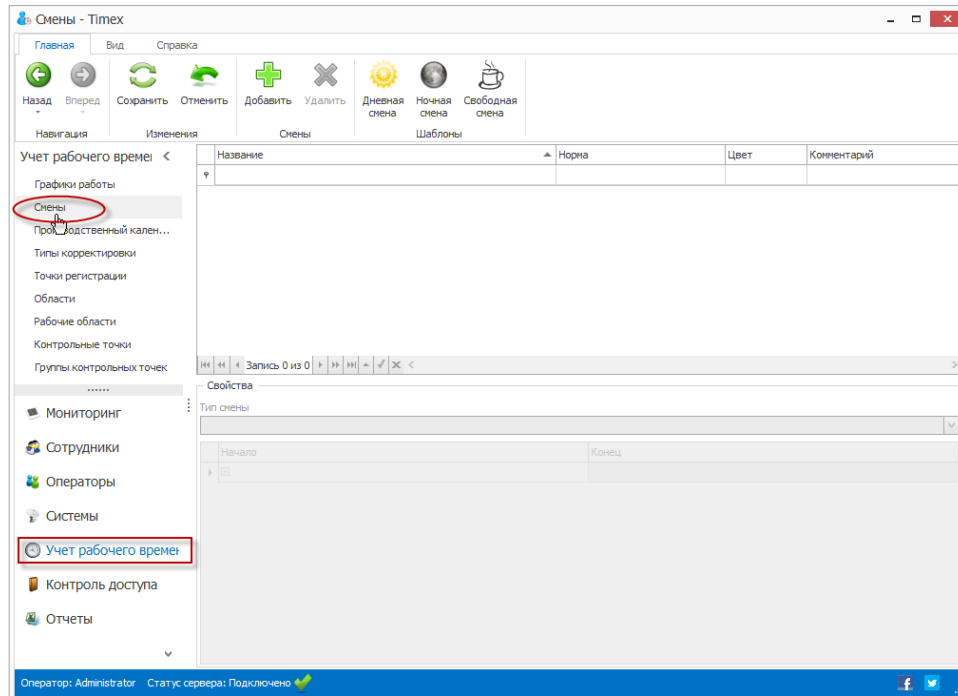 Смены - Timex
Главная Вид Справка
Назад Вперед Сохранить Отменить Добавить Удалить Дневная смена Ночная смена Свободная смена
Навигация Изменения Смены Шаблоны
Учет рабочего времен
Название Норма Цвет Комментарий
Графики работы
Смены
Производственный кален...
Типы корректировки
Точки регистрации
Области
Рабочие области
Контрольные точки
Группы контрольных точек
Запись 0 из 0
Свойства
Тип смены
Начало Конец
Мониторинг
Сотрудники
Операторы
Системы
Учет рабочего времен
Контроль доступа
Отчеты
Оператор: Administrator Статус сервера: Подключено